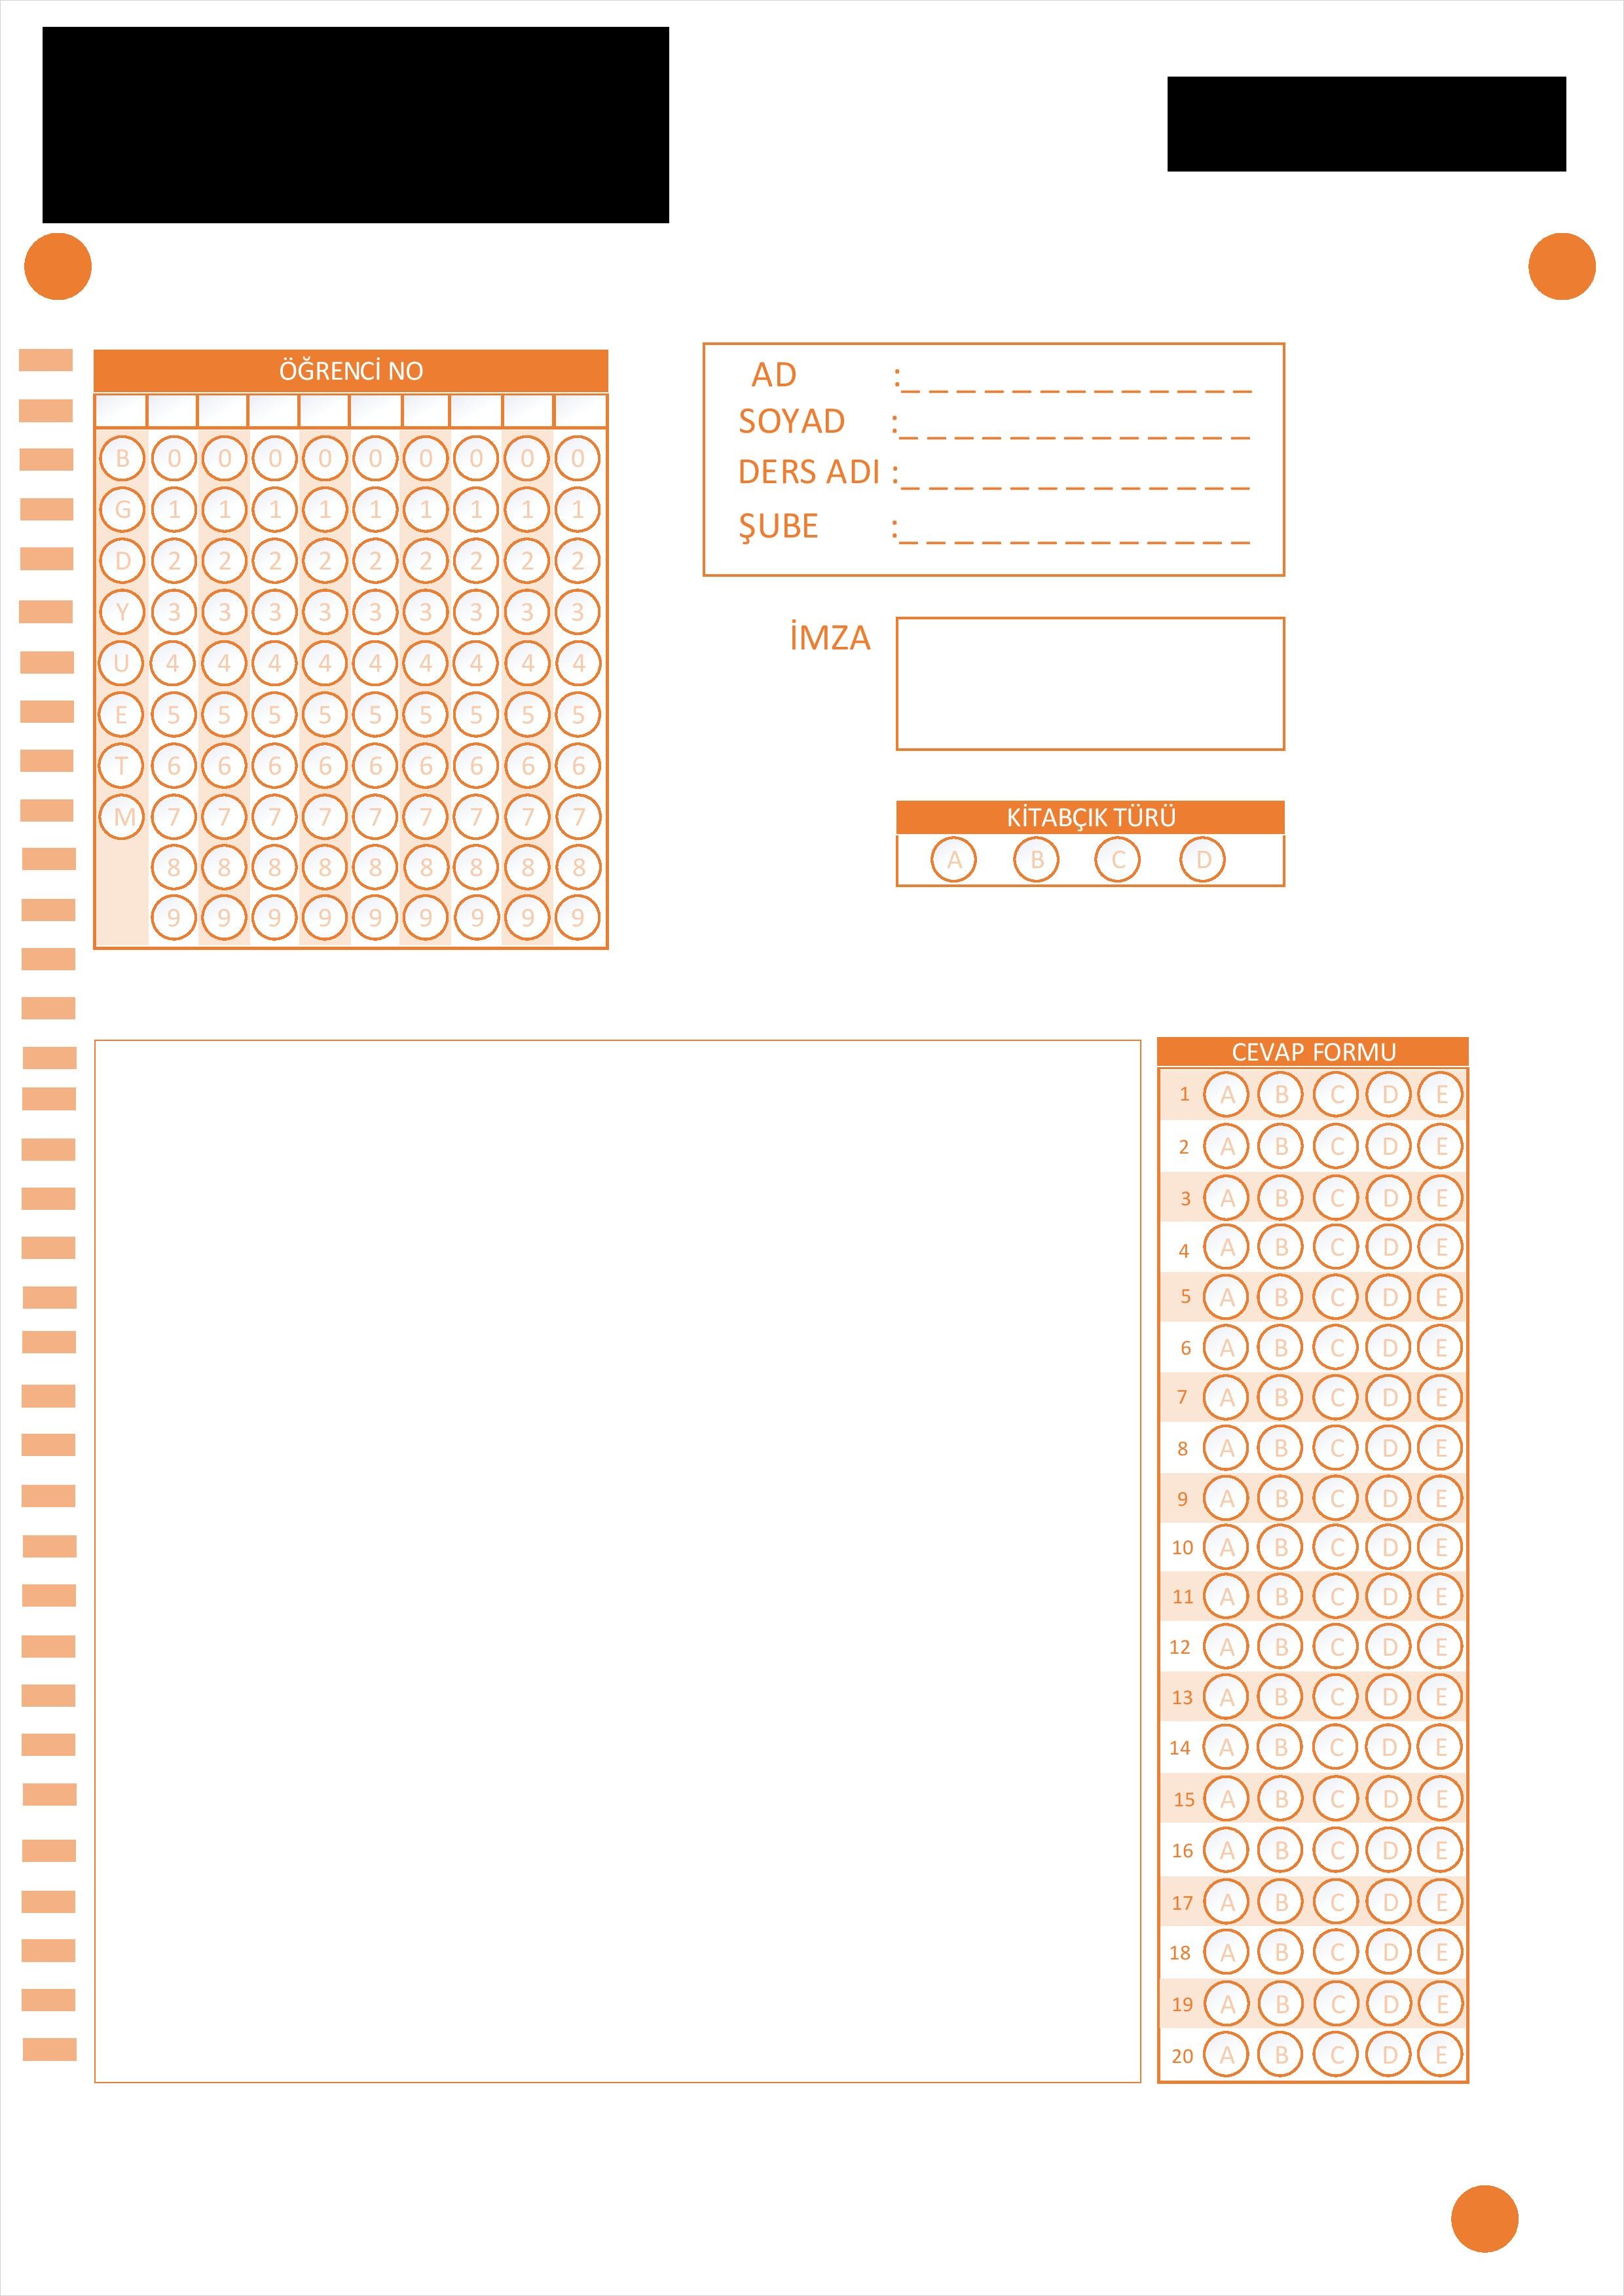 ÖĞRENCİ NO
B 0 0 0 0 0 0 0 0 0
G 1 1 1 1 1 1 1 1 1
D 2 2 2 2 2 2 2 2 2
Y 3 3 3 3 3 3 3 3 3
U 4 4 4 4 4 4 4 4 4
E 5 5 5 5 5 5 5 5 5
T 6 6 6 6 6 6 6 6 6
M 7 7 7 7 7 7 7 7 7
8 8 8 8 8 8 8 8 8
9 9 9 9 9 9 9 9 9
AD :_ _ _ _ _ _ _ _ _ _ _ _ _
SOYAD :_ _ _ _ _ _ _ _ _ _ _ _ _
DERS ADI :_ _ _ _ _ _ _ _ _ _ _ _ _
ŞUBE :_ _ _ _ _ _ _ _ _ _ _ _ _
İMZA
KİTABÇIK TÜRÜ
A B C D
CEVAP FORMU
1 A B C D E
2 A B C D E
3 A B C D E
4 A B C D E
5 A B C D E
6 A B C D E
7 A B C D E
8 A B C D E
9 A B C D E
10 A B C D E
11 A B C D E
12 A B C D E
13 A B C D E
14 A B C D E
15 A B C D E
16 A B C D E
17 A B C D E
18 A B C D E
19 A B C D E
20 A B C D E